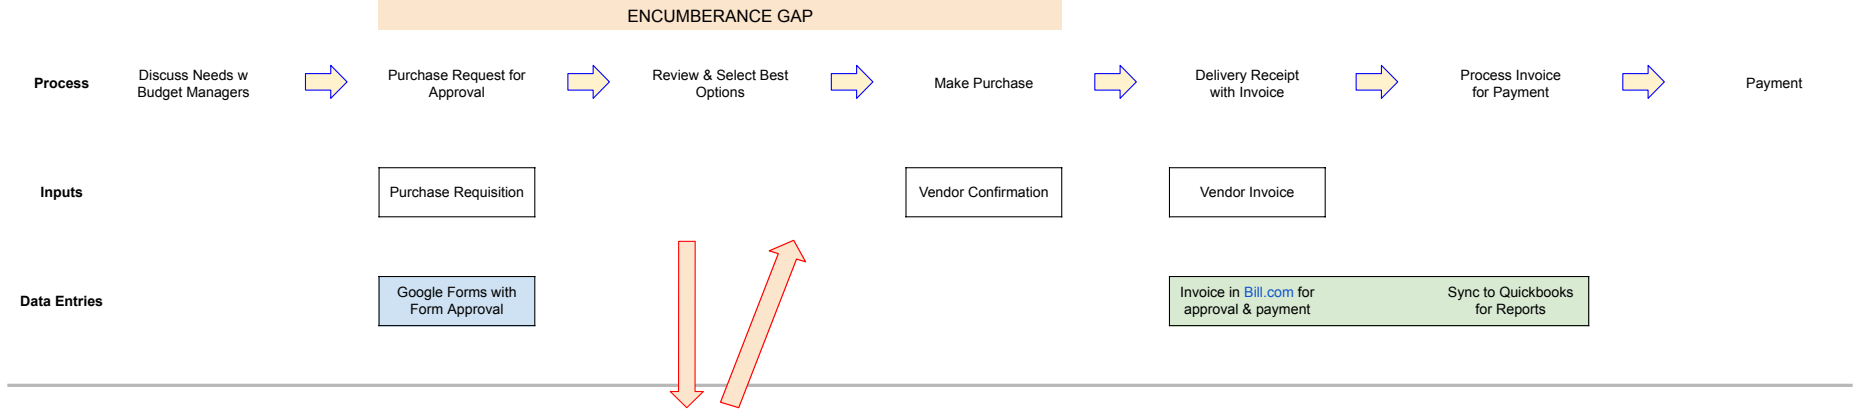 ENCUMBERANCE GAP
Process
Discuss Needs w
Budget Managers
Purchase Request for
Approval
Review & Select Best
Options
Make Purchase
Delivery Receipt
with Invoice
Process Invoice
for Payment
Payment
Inputs
Purchase Requisition
Vendor Confirmation
Vendor Invoice
Data Entries
Google Forms with
Form Approval
Invoice in Bill.com for
approval & payment
Sync to Quickbooks
for Reports